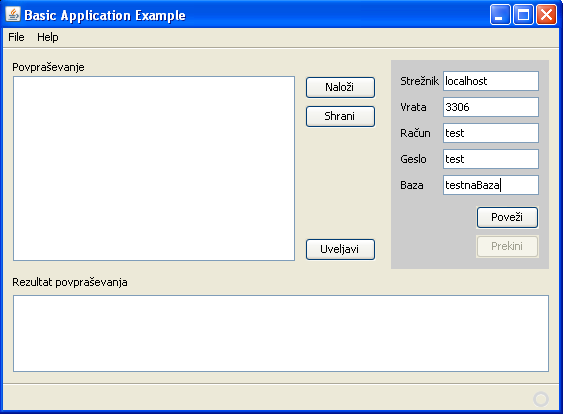 Basic Application Example
File Help
Povpraševanje
Naloži
Shrani
Uveljavi
Strežnik localhost
Vrata 3306
Račun test
Geslo test
Baza testnaBaza
Poveži
Prekini
Rezultat povpraševanja